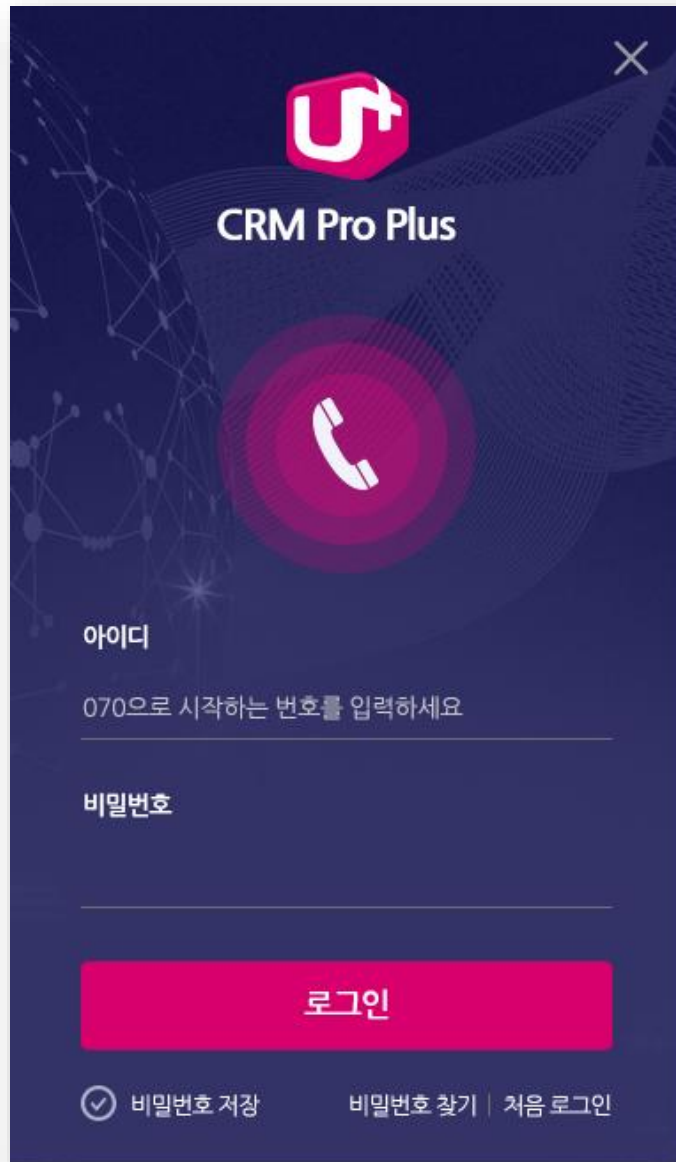 U+
CRM Pro Plus
아이디
070으로 시작하는 번호를 입력하세요
비밀번호
로그인
비밀번호 저장 비밀번호 찾기 | 처음 로그인